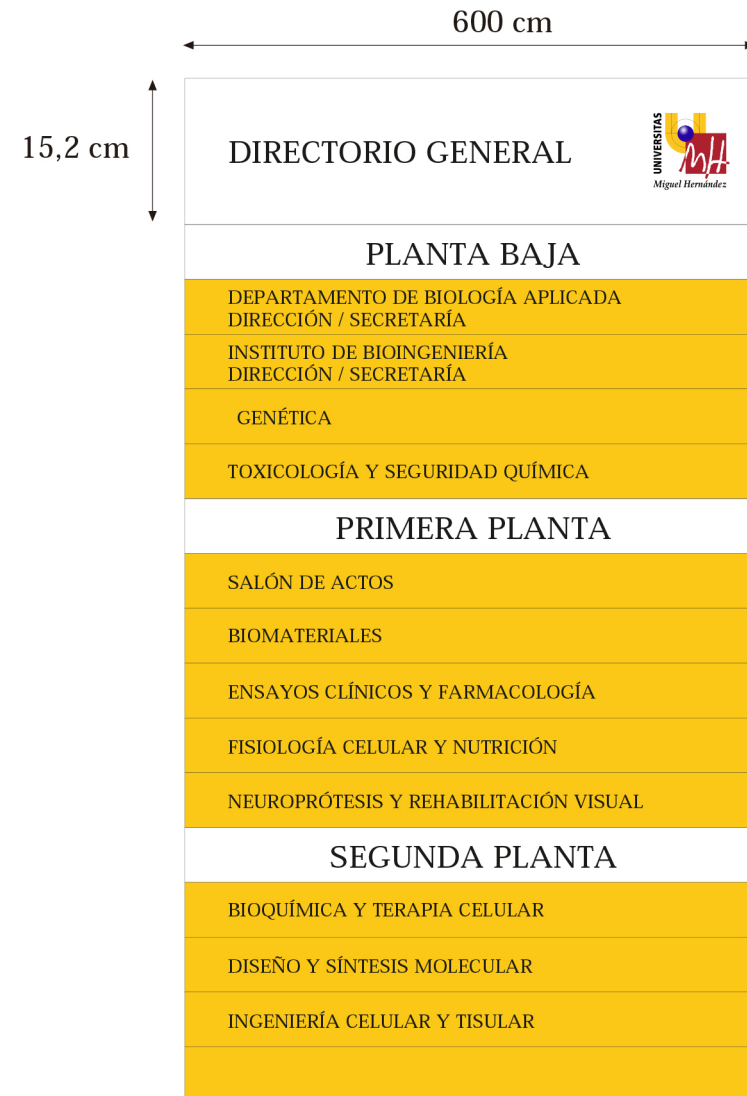 600 cm
15,2 cm
DIRECTORIO GENERAL
UNIVERSITAS
MH
Miguel Hernández
PLANTA BAJA
DEPARTAMENTO DE BIOLOGÍA APLICADA
DIRECCIÓN / SECRETARÍA
INSTITUTO DE BIOINGENIERÍA
DIRECCIÓN / SECRETARÍA
GENÉTICA
TOXICOLOGÍA Y SEGURIDAD QUÍMICA
PRIMERA PLANTA
SALÓN DE ACTOS
BIOMATERIALES
ENSAYOS CLÍNICOS Y FARMACOLOGÍA
FISIOLOGÍA CELULAR Y NUTRICIÓN
NEUROPRÓTESIS Y REHABILITACIÓN VISUAL
SEGUNDA PLANTA
BIOQUÍMICA Y TERAPIA CELULAR
DISEÑO Y SÍNTESIS MOLECULAR
INGENIERÍA CELULAR Y TISULAR